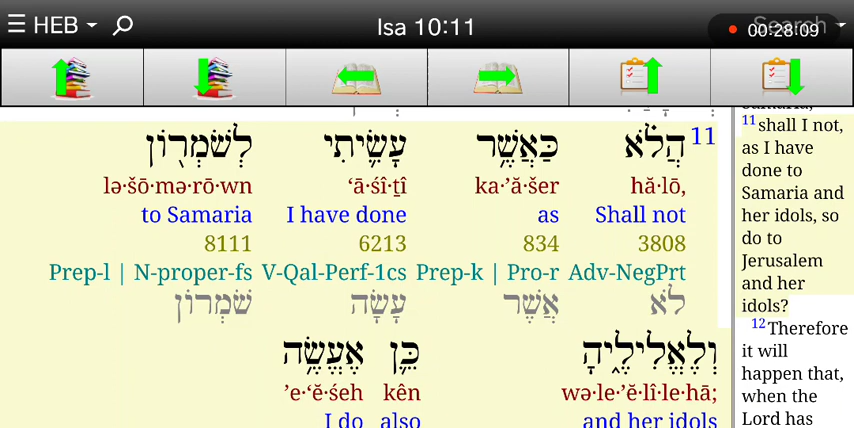 ☰ HEB Isa 10:11 Search
00:28:09
11 הֲלֹ֗א כַּאֲשֶׁ֥ר עָשִׂ֛יתִי לְשֹׁמְר֖וֹן
hă·lō, ka·’ă·šer ‘ā·śî·ṯî lə·šō·mə·rō·wn
Shall not as I have done to Samaria
3808 834 6213 8111
Adv-NegPrt Prep-k | Pro-r V-Qal-Perf-1cs Prep-l | N-proper-fs
לֹא אֲשֶׁר עָשָׂה שֹׁמְרוֹן
וְלֶאֱלִילֶ֑יהָ כֵּ֛ן אֶעֱשֶׂ֥ה
wə·le·’ĕ·lî·le·hā; kên ’e·‘ĕ·śeh
and her idols also I do
11 shall I not,
as I have
done to
Samaria and
her idols, so
do to
Jerusalem
and her
idols?
12 Therefore
it will
happen that,
when the
Lord has